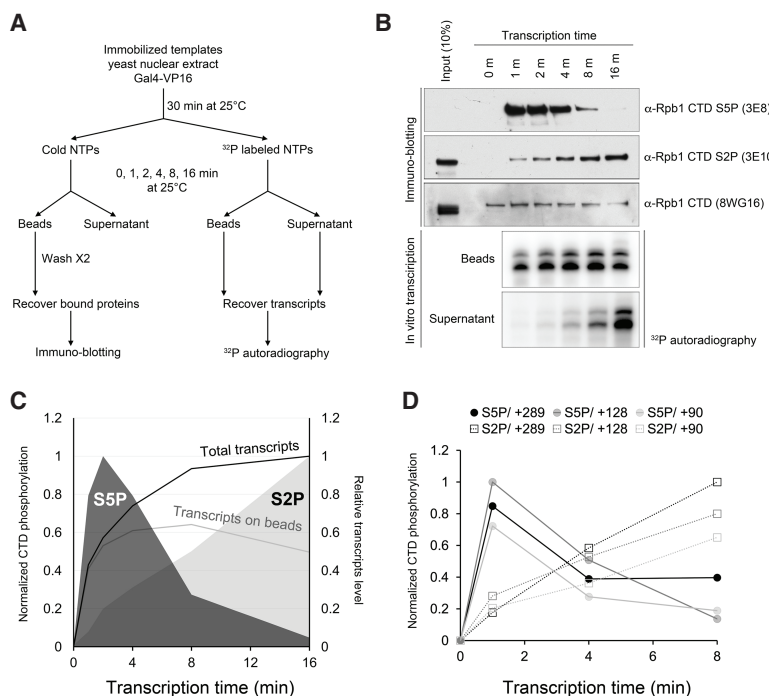 A
Immobilized templates
yeast nuclear extract
Gal4-VP16
30 min at 25°C
Cold NTPs
32P labeled NTPs
0, 1, 2, 4, 8, 16 min
at 25°C
Beads
Supernatant
Beads
Supernatant
Wash X2
Recover bound proteins
Recover transcripts
Immuno-blotting
32P autoradiography
B
Transcription time
Input (10%)
0 m
1 m
2 m
4 m
8 m
16 m
Immuno-blotting
α-Rpb1 CTD S5P (3E8)
α-Rpb1 CTD S2P (3E10
α-Rpb1 CTD (8WG16)
In vitro transcription
Beads
Supernatant
32P autoradiography
C
Normalized CTD phosphorylation
1.2
1
0.8
0.6
0.4
0.2
0
Total transcripts
S5P
S2P
Transcripts on beads
1.2
1
0.8
0.6
0.4
0.2
0
Relative transcripts level
0 4 8 12 16
Transcription time (min)
D
S5P/ +289 S5P/ +128 S5P/ +90
S2P/ +289 S2P/ +128 S2P/ +90
Normalized CTD phosphorylation
1.2
1
0.8
0.6
0.4
0.2
0
0 2 4 6 8
Transcription time (min)